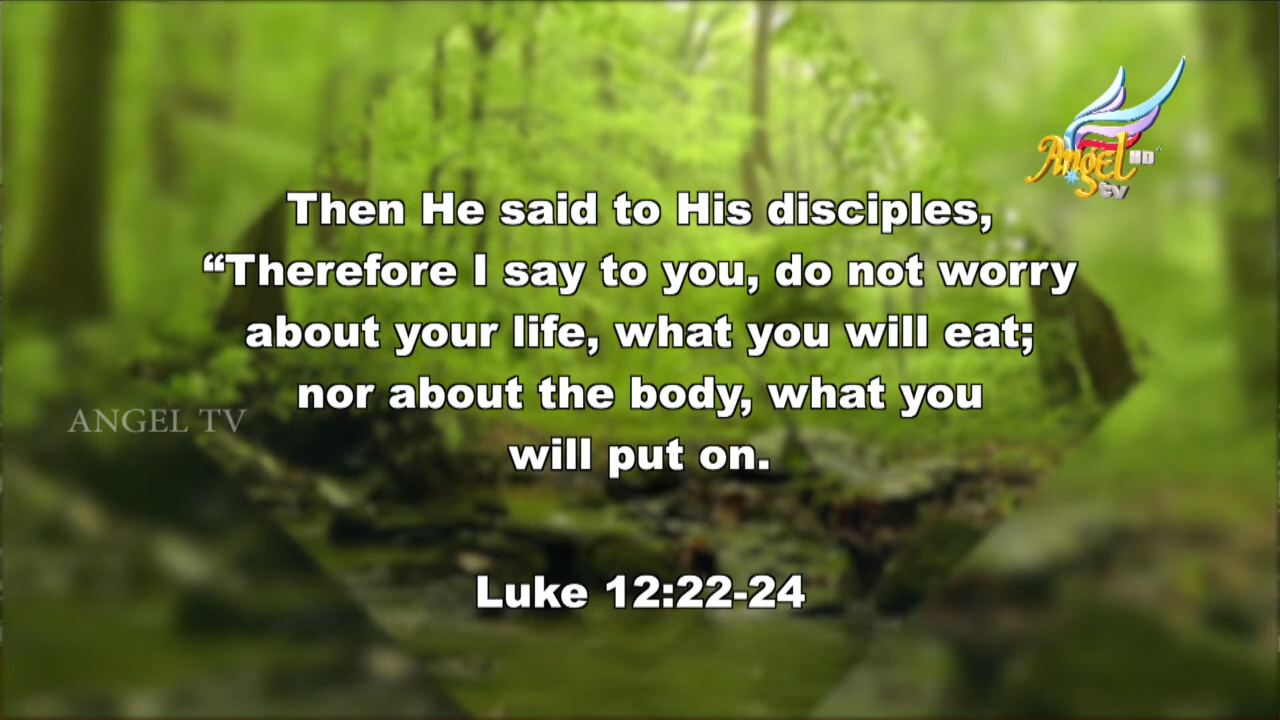 Angel HD
tv
Then He said to His disciples,
“Therefore I say to you, do not worry
about your life, what you will eat;
nor about the body, what you
will put on.
ANGEL TV
Luke 12:22-24